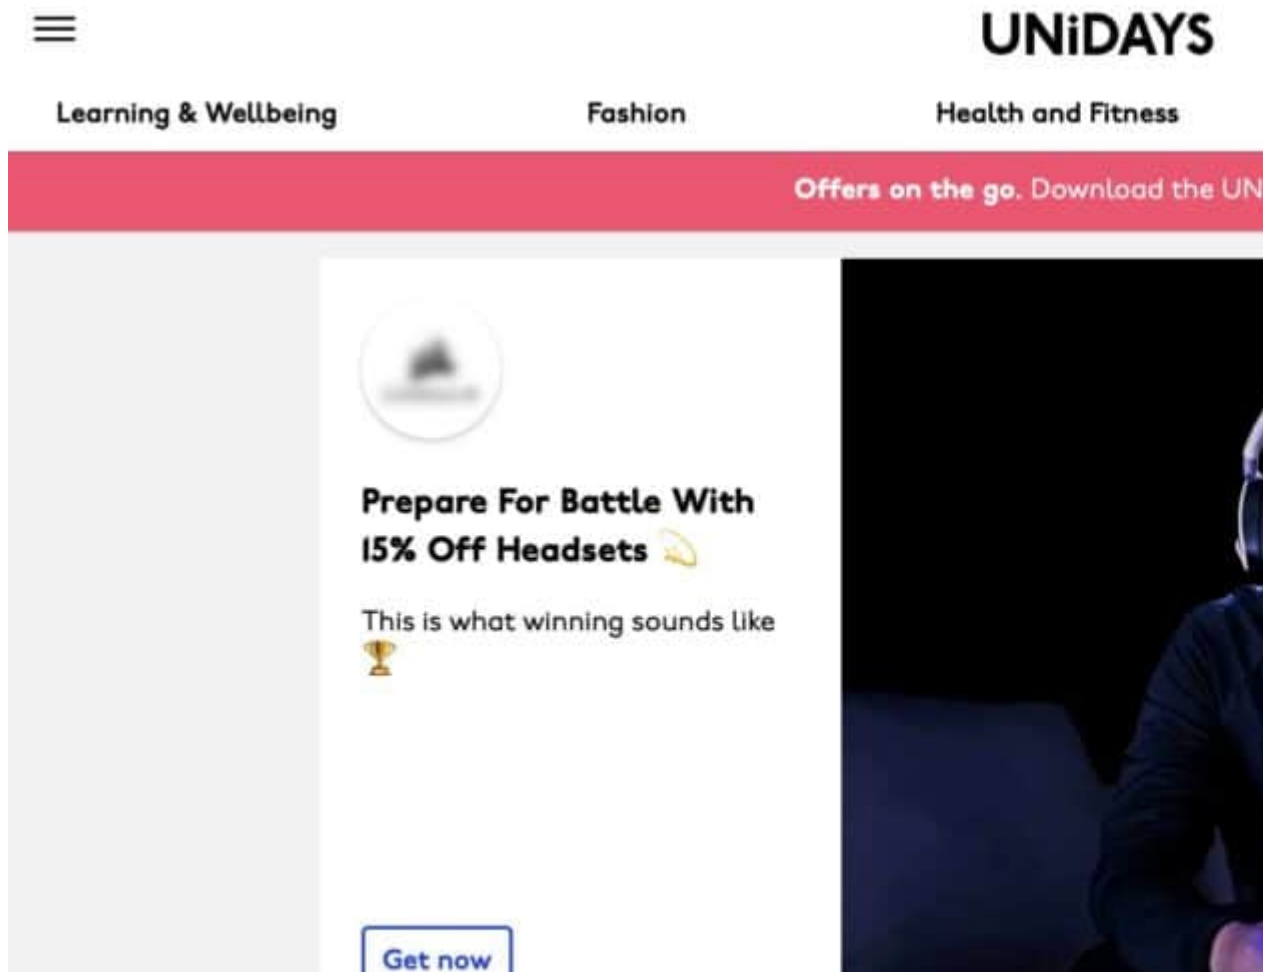 UNiDAYS
Learning & Wellbeing Fashion Health and Fitness
Offers on the go. Download the UN
Prepare For Battle With
15% Off Headsets 💫
This is what winning sounds like
🏆
Get now